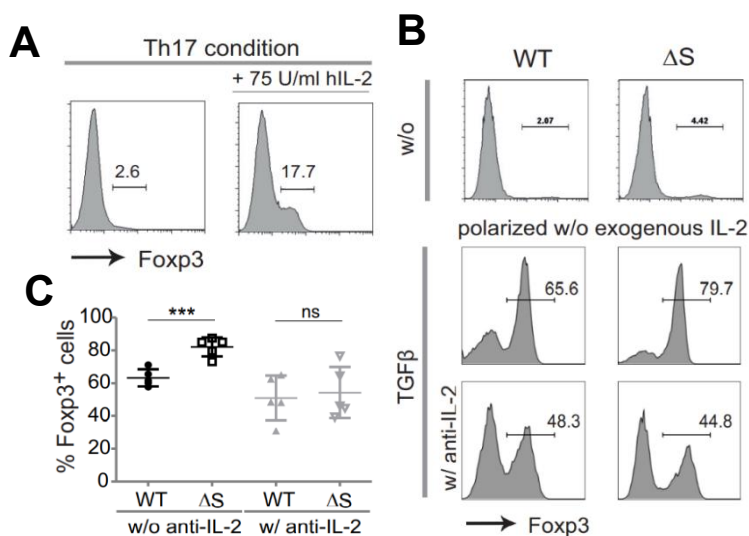 A
Th17 condition
+ 75 U/ml hIL-2
2.6
17.7
Foxp3
B
WT
ΔS
w/o
2.07
4.42
polarized w/o exogenous IL-2
TGFβ
65.6
79.7
w/ anti-IL-2
48.3
44.8
Foxp3
C
% Foxp3+ cells
100
80
60
40
20
0
***
ns
WT
ΔS
WT
ΔS
w/o anti-IL-2
w/ anti-IL-2